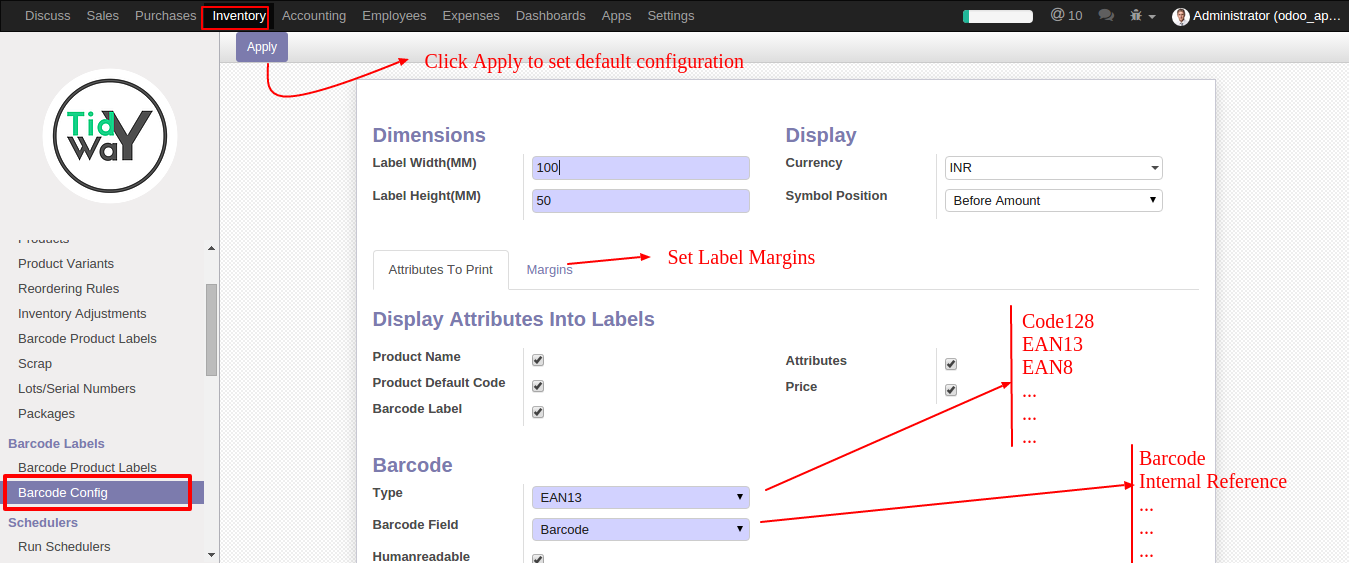 Discuss Sales Purchases Inventory Accounting Employees Expenses Dashboards Apps Settings @ 10 Administrator (odoo_ap...
Apply
Click Apply to set default configuration
Tid
Y
Wa
Products
Product Variants
Reordering Rules
Inventory Adjustments
Barcode Product Labels
Scrap
Lots/Serial Numbers
Packages
Barcode Labels
Barcode Product Labels
Barcode Config
Schedulers
Run Schedulers
Dimensions
Label Width(MM) 100
Label Height(MM) 50
Display
Currency INR
Symbol Position Before Amount
Attributes To Print Margins
Set Label Margins
Display Attributes Into Labels
Product Name
Product Default Code
Barcode Label
Attributes
Price
Code128
EAN13
EAN8
...
...
...
Barcode
Type EAN13
Barcode Field Barcode
Humanreadable
Barcode
Internal Reference
...
...
...